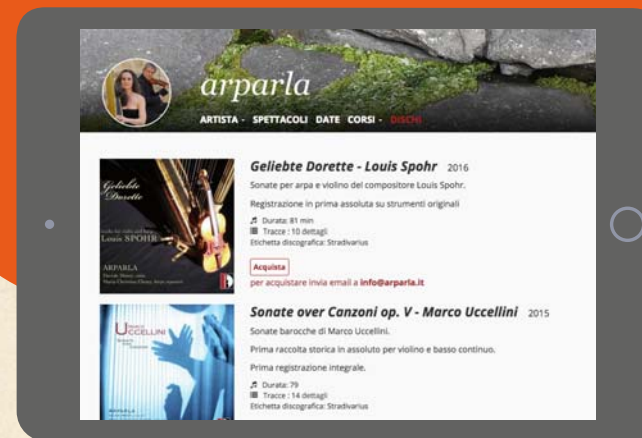 arparla
ARTISTA - SPETTACOLI DATE CORSI - DISCHI
Geliebte Dorette
Louis SPOHR
ARPARLA
Geliebte Dorette - Louis Spohr 2016
Sonate per arpa e violino del compositore Louis Spohr.
Registrazione in prima assoluta su strumenti originali
Durata: 81 min
Tracce : 10 dettagli
Etichetta discografica: Stradivarius
Acquista
per acquistare invia email a info@arparla.it
MARCO
UCCELLINI
ARPARLA
Sonate over Canzoni op. V - Marco Uccellini 2015
Sonate barocche di Marco Uccellini.
Prima raccolta storica in assoluto per violino e basso continuo.
Prima registrazione integrale.
Durata: 79
Tracce : 14 dettagli
Etichetta discografica: Stradivarius